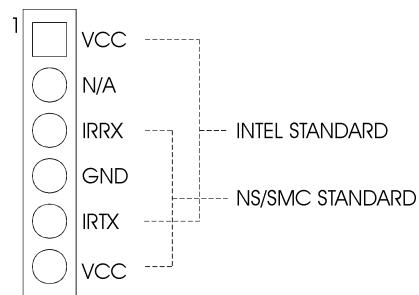 1
VCC
N/A
IRRX
INTEL STANDARD
GND
NS/SMC STANDARD
IRTX
VCC